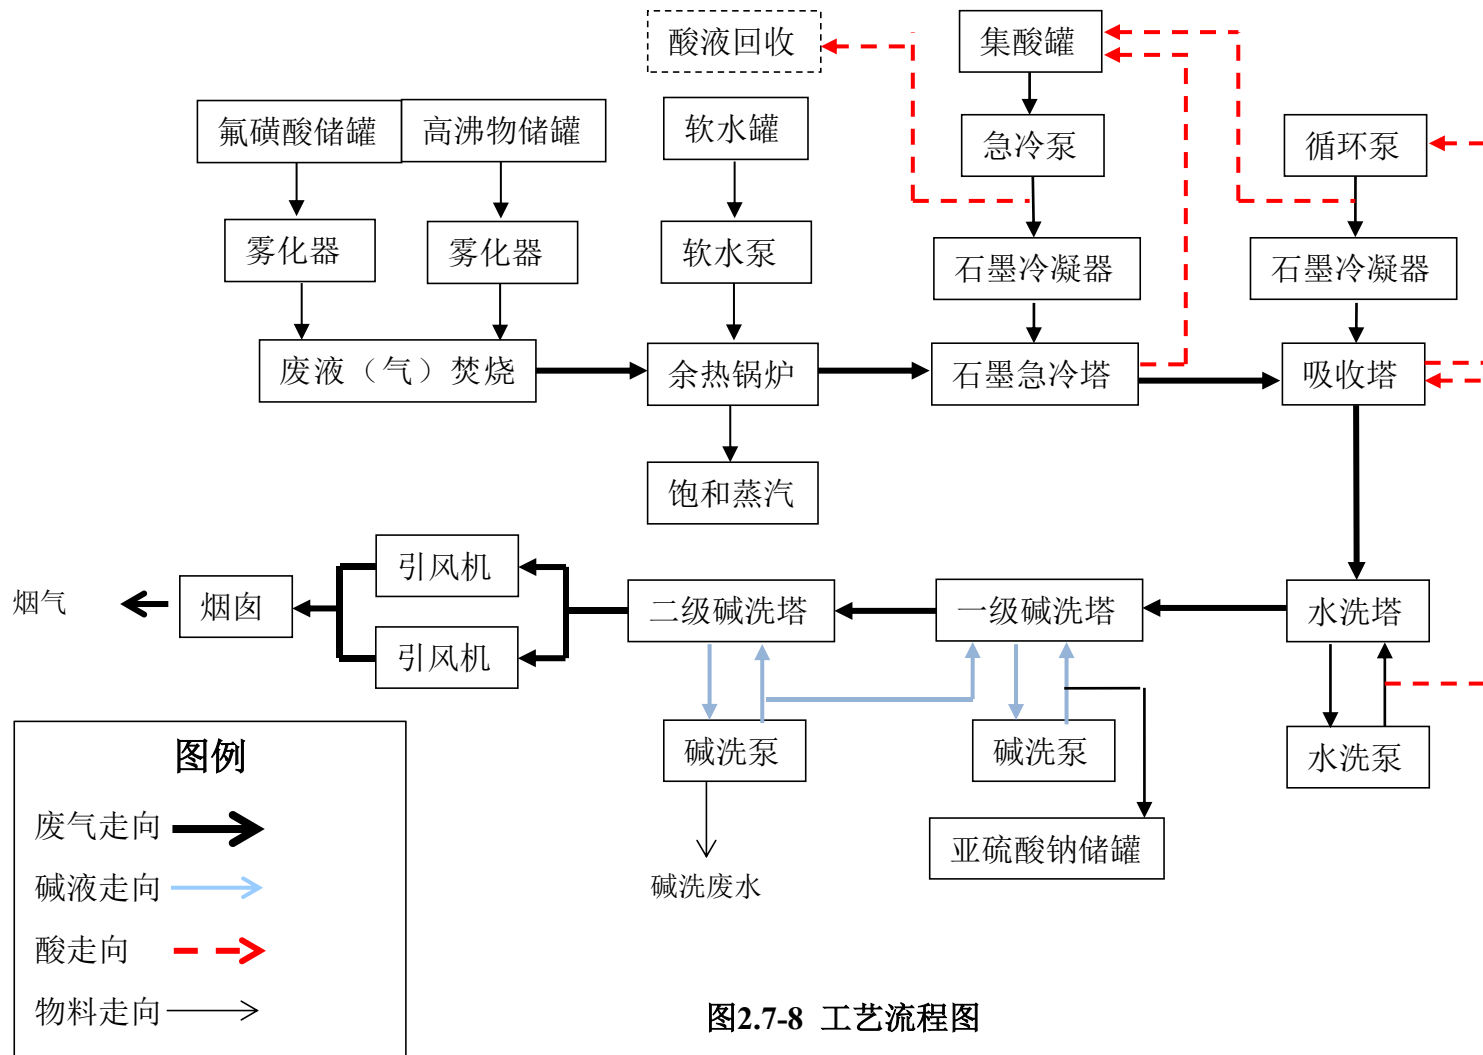 酸液回收
集酸罐
氟磺酸储罐
高沸物储罐
软水罐
急冷泵
循环泵
雾化器
雾化器
软水泵
石墨冷凝器
石墨冷凝器
废液（气）焚烧
余热锅炉
石墨急冷塔
吸收塔
饱和蒸汽
烟气
烟囱
引风机
引风机
二级碱洗塔
一级碱洗塔
水洗塔
碱洗泵
碱洗泵
水洗泵
亚硫酸钠储罐
碱洗废水
图例
废气走向
碱液走向
酸走向
物料走向
图2.7-8 工艺流程图